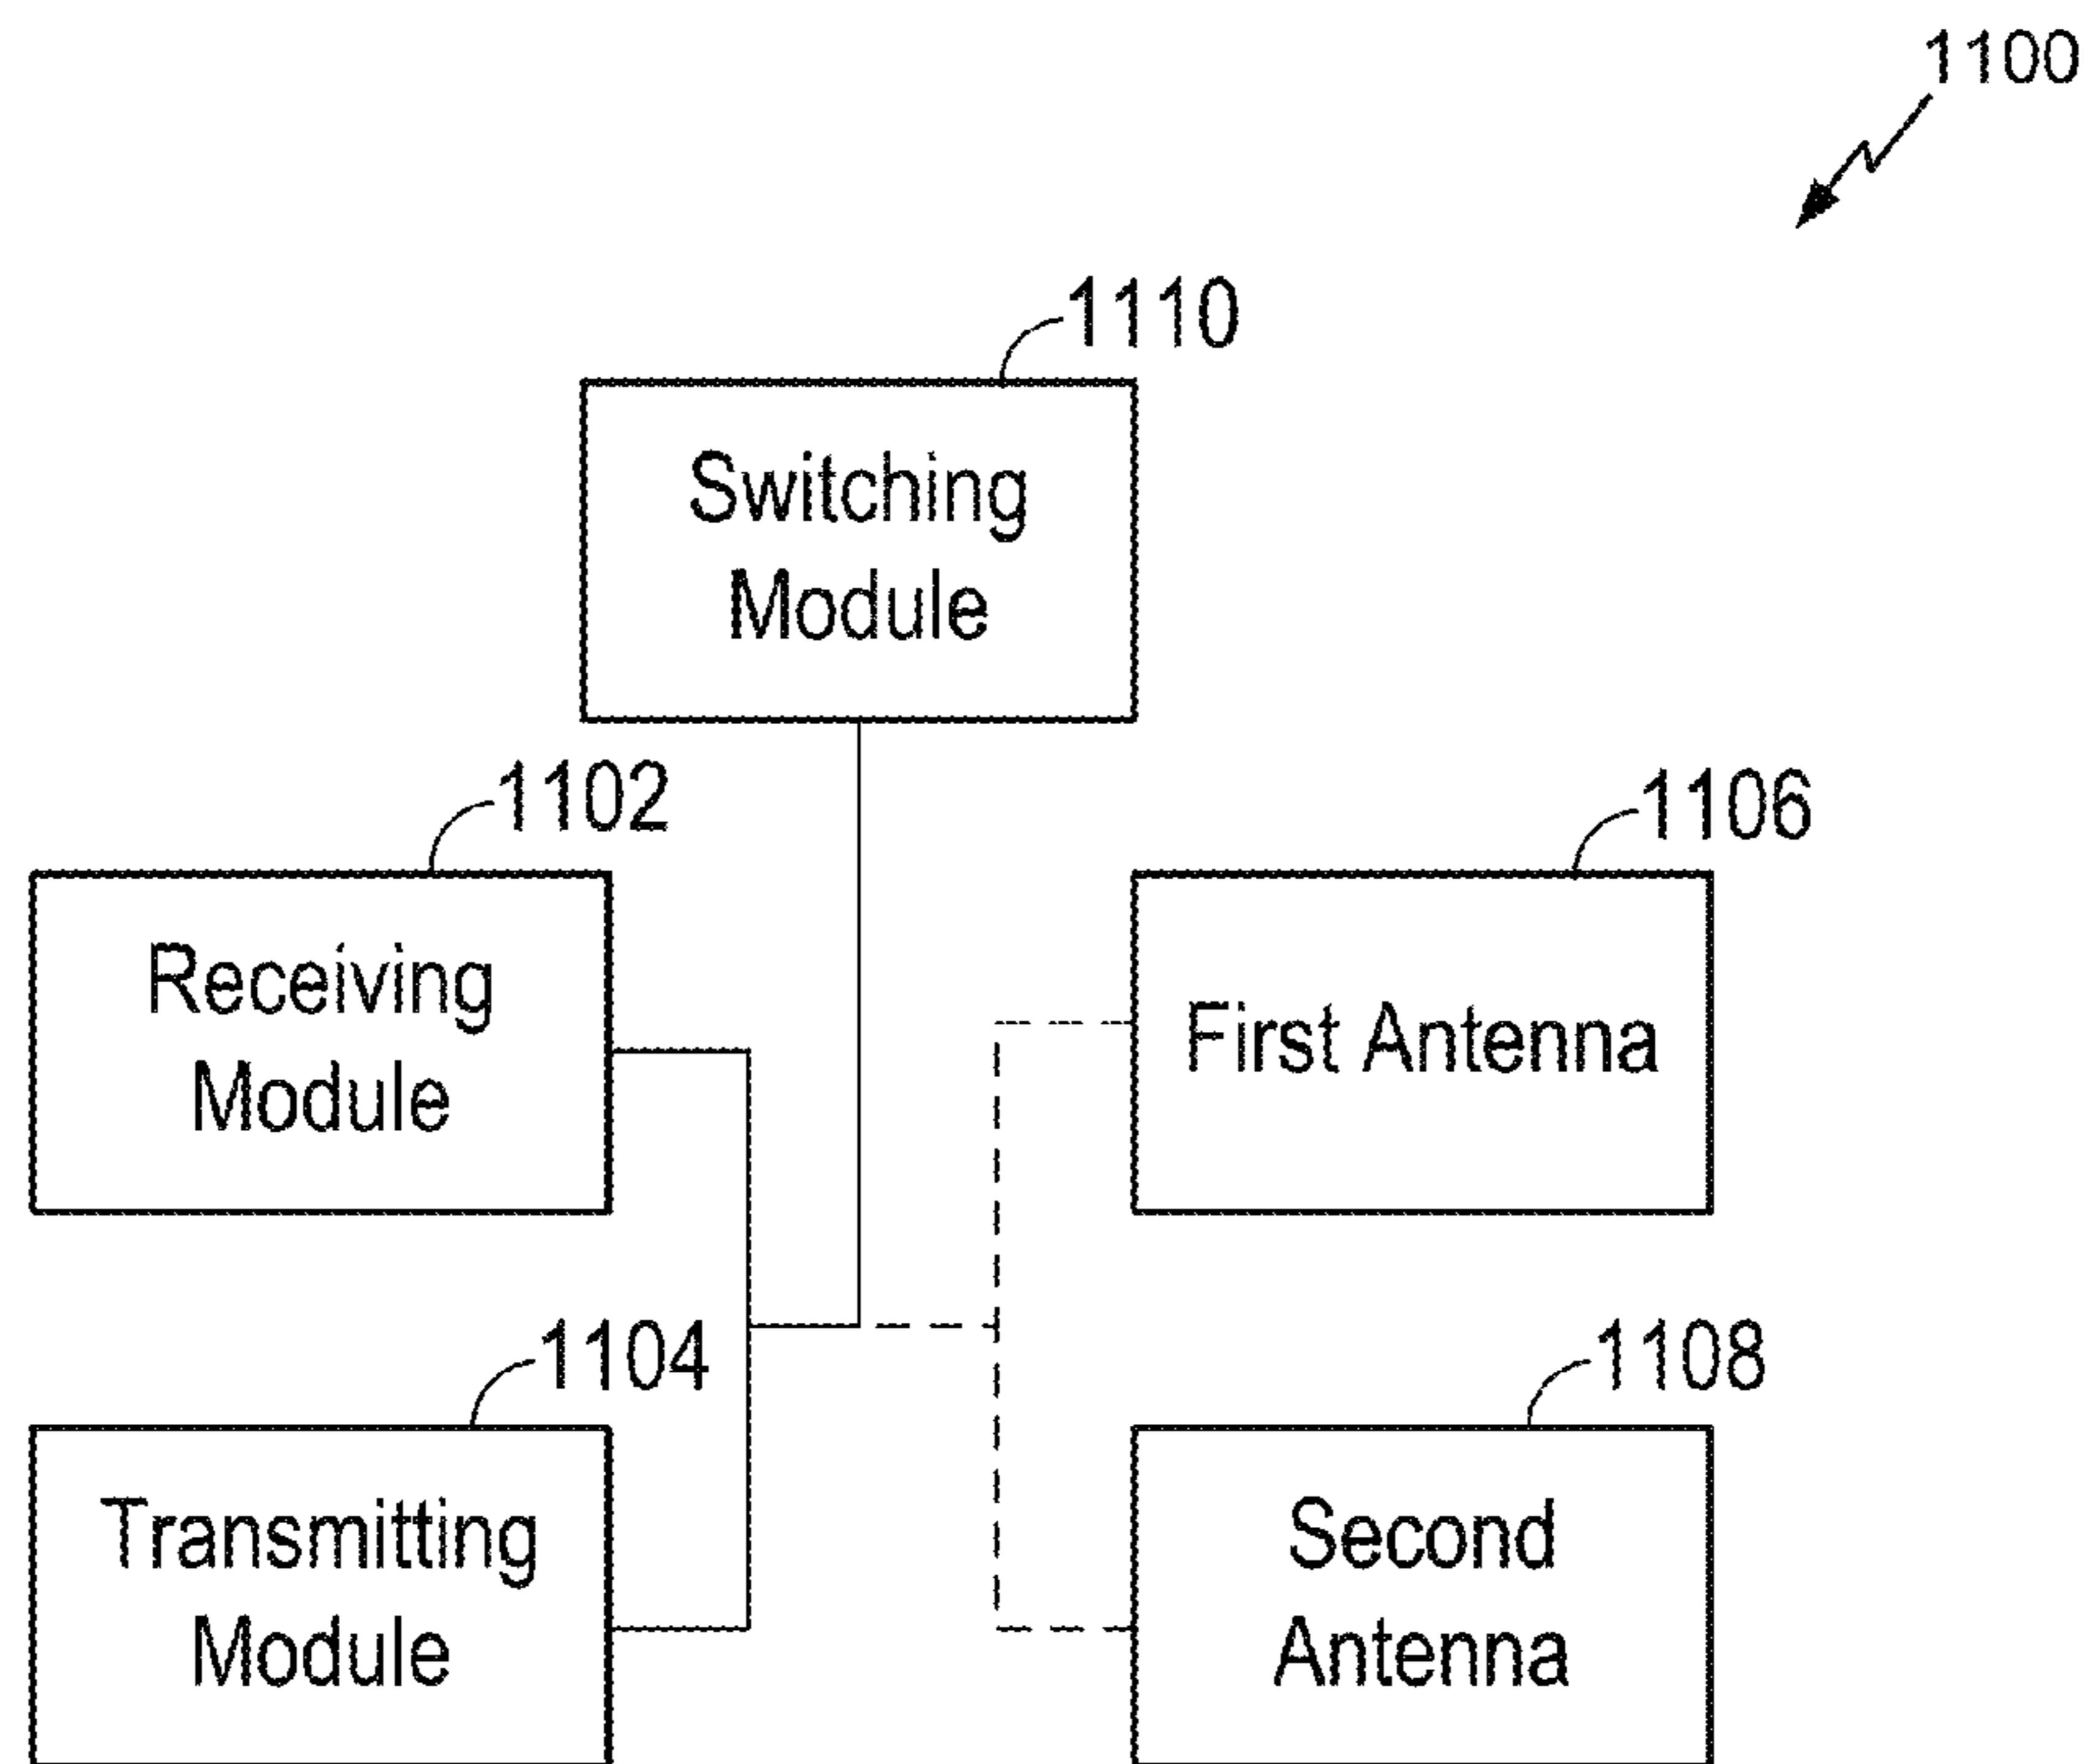 1100
1110
Switching
Module
1102
Receiving
Module
1106
First Antenna
1104
Transmitting
Module
1108
Second
Antenna